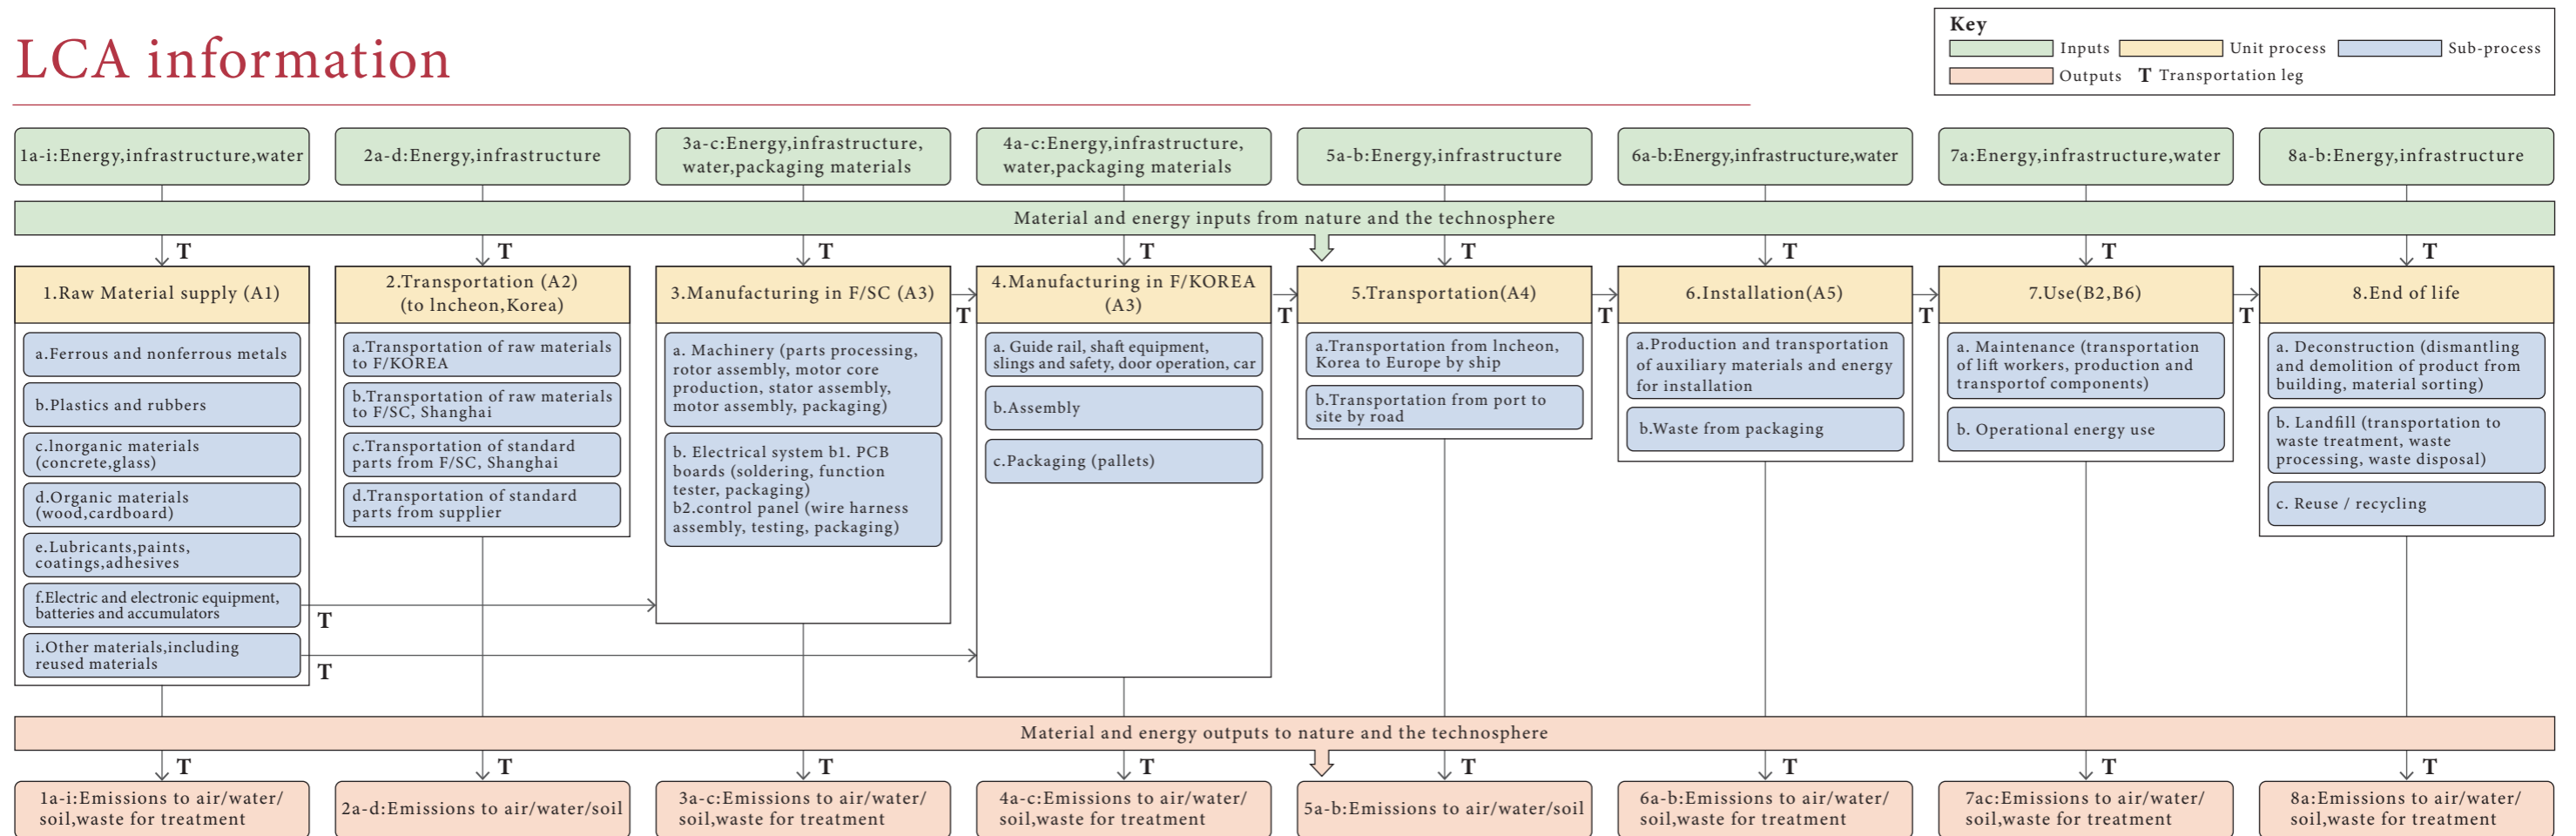 LCA information
Key
Inputs
Unit process
Sub-process
Outputs
T Transportation leg
1a-i:Energy,infrastructure,water
2a-d:Energy,infrastructure
3a-c:Energy,infrastructure,
water,packaging materials
4a-c:Energy,infrastructure,
water,packaging materials
5a-b:Energy,infrastructure
6a-b:Energy,infrastructure,water
7a:Energy,infrastructure,water
8a-b:Energy,infrastructure
Material and energy inputs from nature and the technosphere
T
T
T
T
T
T
T
T
1.Raw Material supply (A1)
a.Ferrous and nonferrous metals
b.Plastics and rubbers
c.lnorganic materials
(concrete,glass)
d.Organic materials
(wood,cardboard)
e.Lubricants,paints,
coatings,adhesives
f.Electric and electronic equipment,
batteries and accumulators
T
i.Other materials,including
reused materials
T
2.Transportation (A2)
(to lncheon,Korea)
a.Transportation of raw materials
to F/KOREA
b.Transportation of raw materials
to F/SC, Shanghai
c.Transportation of standard
parts from F/SC, Shanghai
d.Transportation of standard
parts from supplier
3.Manufacturing in F/SC (A3)
T
a. Machinery (parts processing,
rotor assembly, motor core
production, stator assembly,
motor assembly, packaging)
b. Electrical system b1. PCB
boards (soldering, function
tester, packaging)
b2.control panel (wire harness
assembly, testing, packaging)
4.Manufacturing in F/KOREA
(A3)
T
a. Guide rail, shaft equipment,
slings and safety, door operation, car
b.Assembly
c.Packaging (pallets)
5.Transportation(A4)
T
a.Transportation from lncheon,
Korea to Europe by ship
b.Transportation from port to
site by road
6.Installation(A5)
T
a.Production and transportation
of auxiliary materials and energy
for installation
b.Waste from packaging
7.Use(B2,B6)
T
a. Maintenance (transportation
of lift workers, production and
transportof components)
b. Operational energy use
8.End of life
a. Deconstruction (dismantling
and demolition of product from
building, material sorting)
b. Landfill (transportation to
waste treatment, waste
processing, waste disposal)
c. Reuse / recycling
Material and energy outputs to nature and the technosphere
T
T
T
T
T
T
T
T
1a-i:Emissions to air/water/
soil,waste for treatment
2a-d:Emissions to air/water/soil
3a-c:Emissions to air/water/
soil,waste for treatment
4a-c:Emissions to air/water/
soil,waste for treatment
5a-b:Emissions to air/water/soil
6a-b:Emissions to air/water/
soil,waste for treatment
7ac:Emissions to air/water/
soil,waste for treatment
8a:Emissions to air/water/
soil,waste for treatment